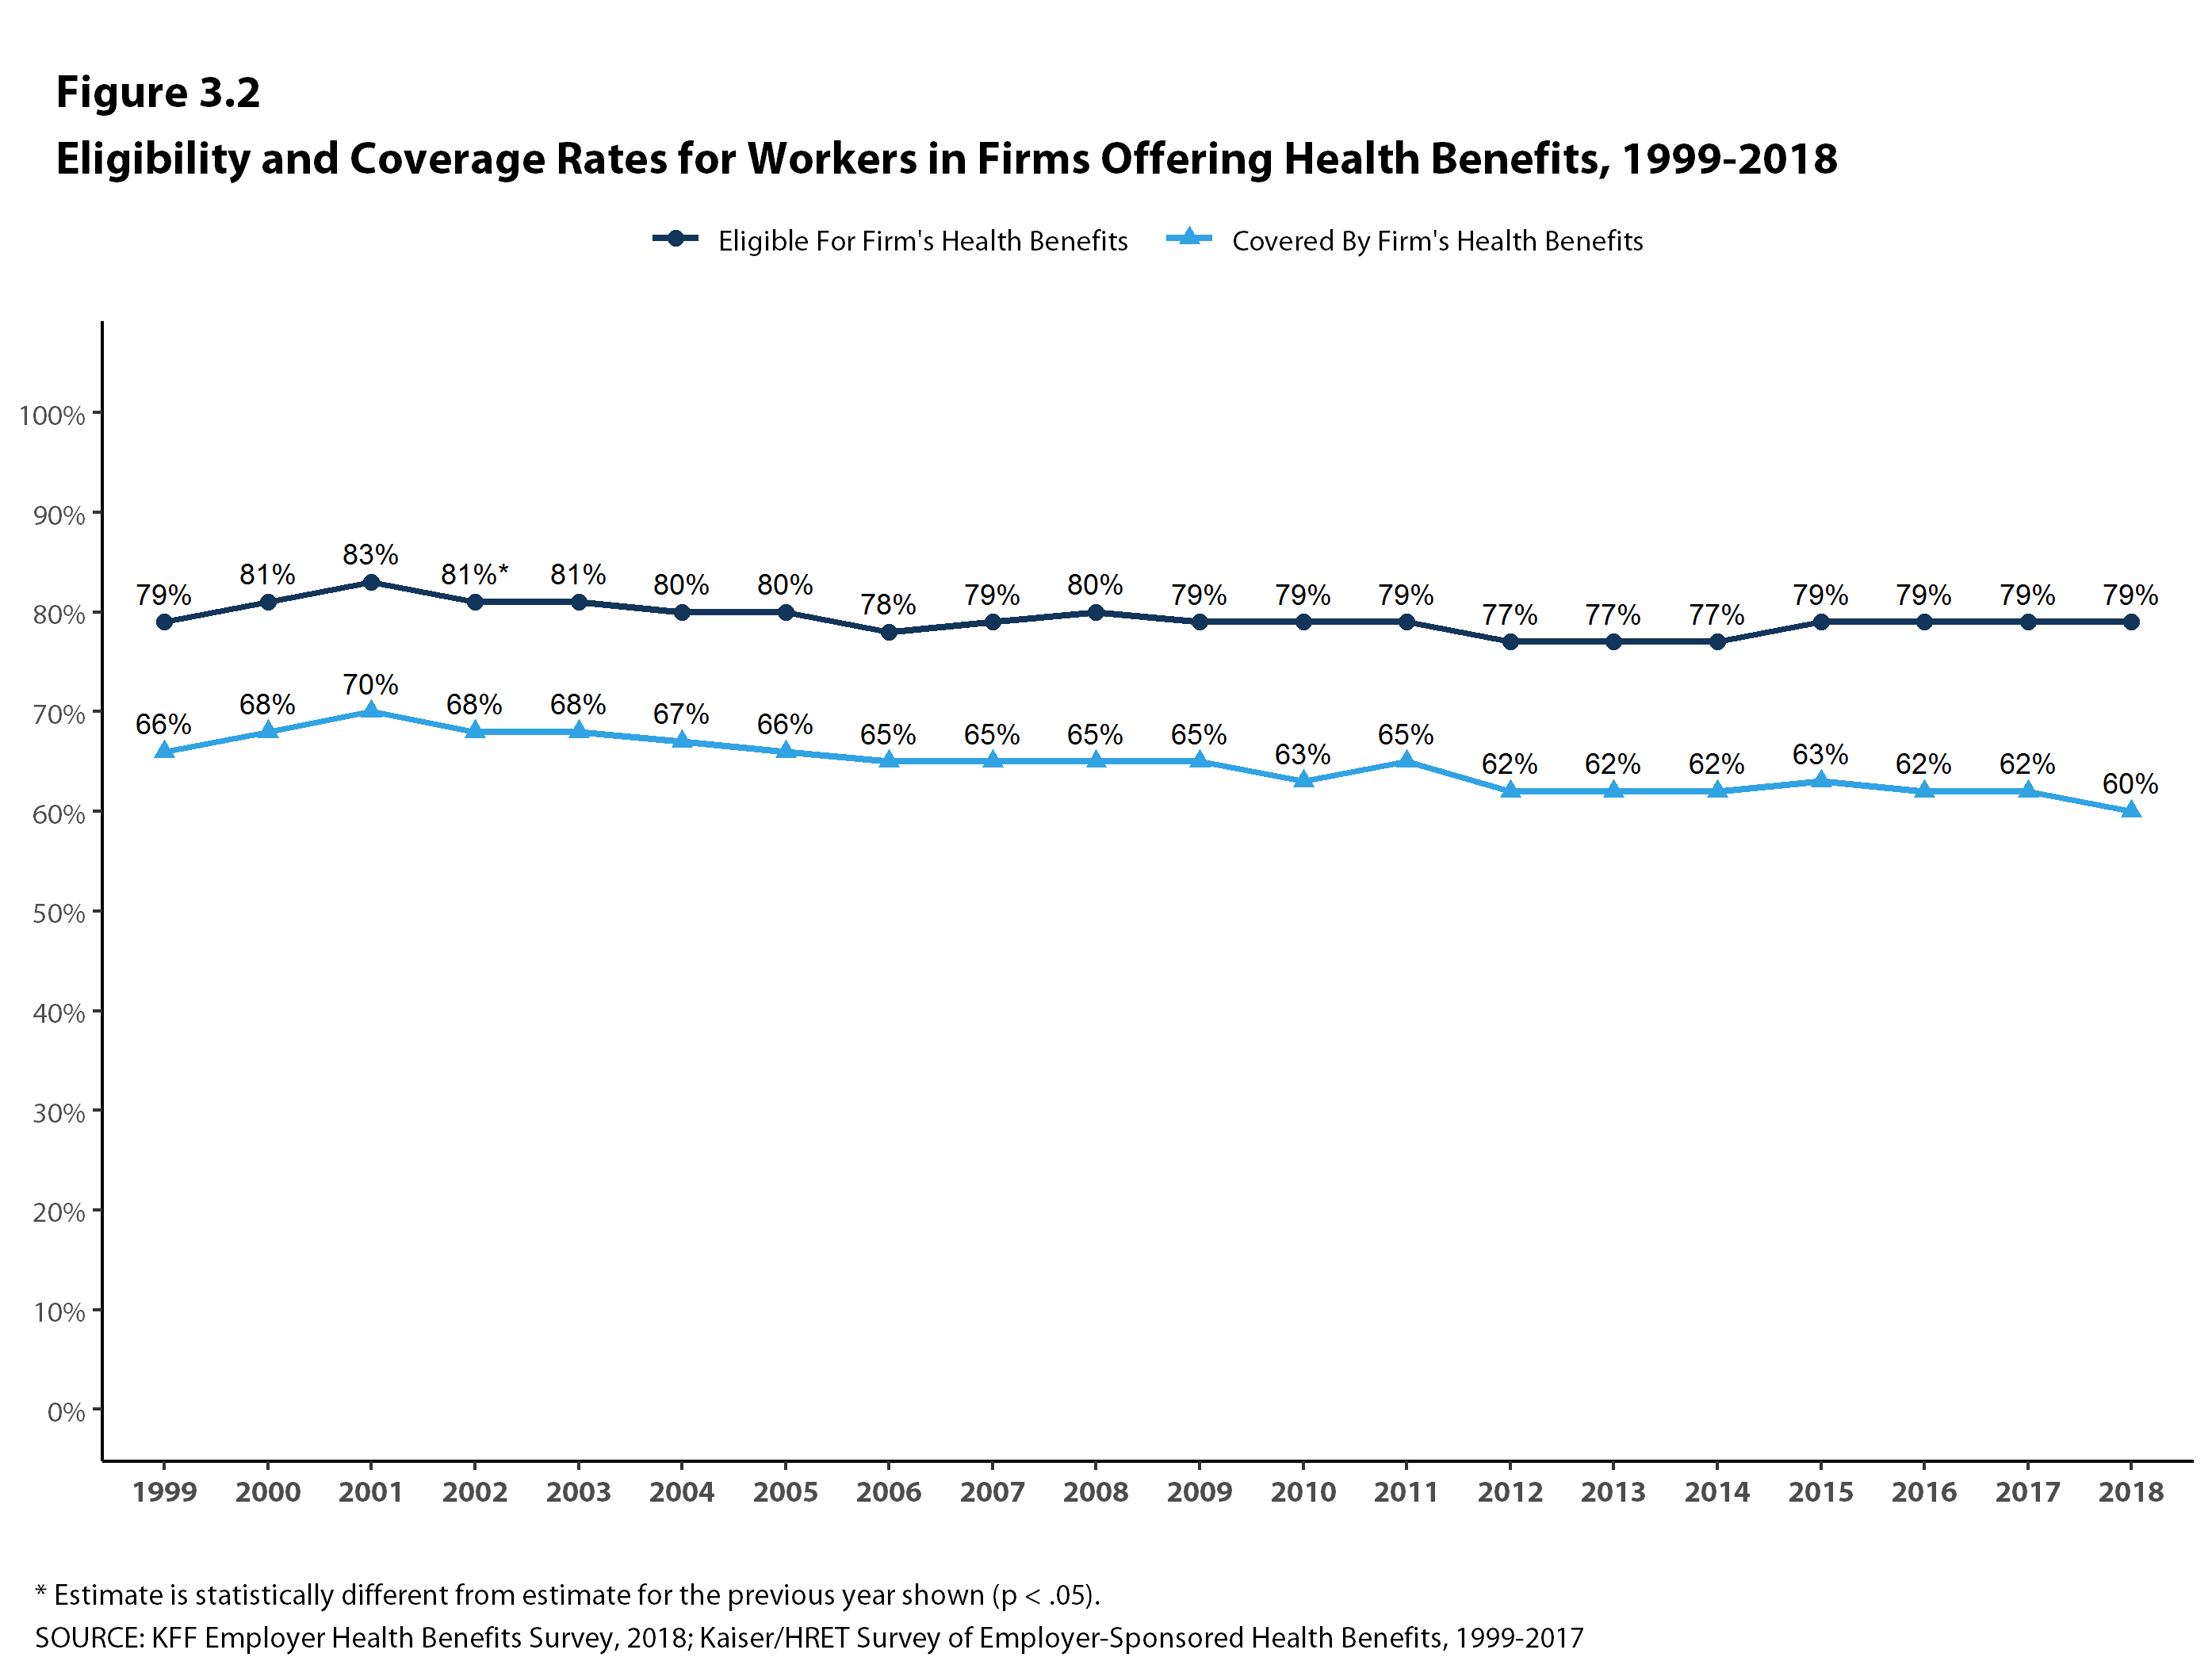 Figure 3.2
Eligibility and Coverage Rates for Workers in Firms Offering Health Benefits, 1999-2018
Eligible For Firm's Health Benefits Covered By Firm's Health Benefits
100%
90%
80%
70%
60%
50%
40%
30%
20%
10%
0%
79% 81% 83% 81%* 81% 80% 80% 78% 79% 80% 79% 79% 79% 77% 77% 77% 79% 79% 79% 79%
66% 68% 70% 68% 68% 67% 66% 65% 65% 65% 65% 63% 65% 62% 62% 62% 63% 62% 62% 60%
1999 2000 2001 2002 2003 2004 2005 2006 2007 2008 2009 2010 2011 2012 2013 2014 2015 2016 2017 2018
* Estimate is statistically different from estimate for the previous year shown (p < .05).
SOURCE: KFF Employer Health Benefits Survey, 2018; Kaiser/HRET Survey of Employer-Sponsored Health Benefits, 1999-2017